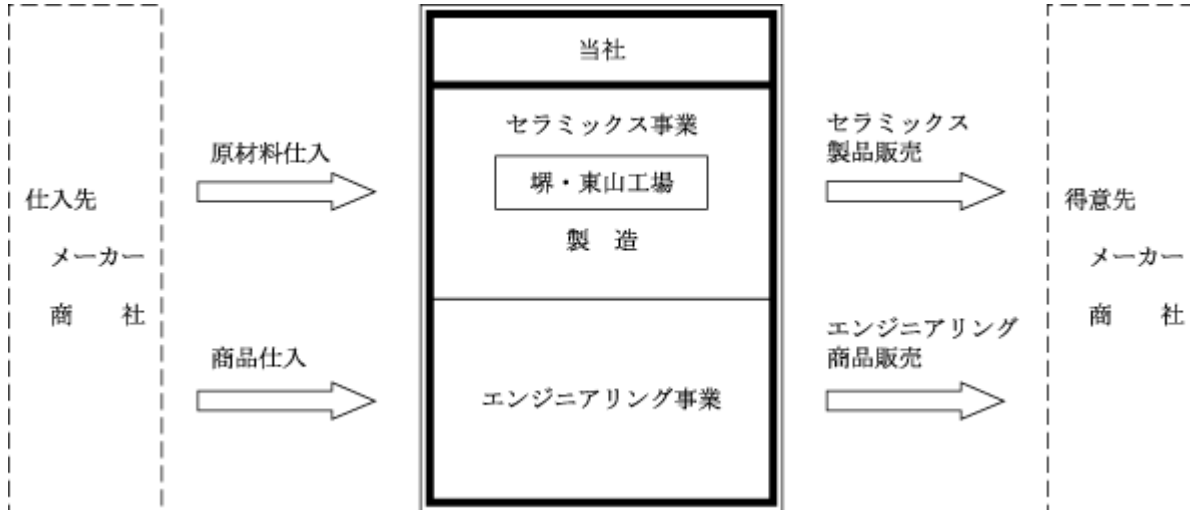 仕入先
メーカー
商　社
原材料仕入
商品仕入
当社
セラミックス事業
堺・東山工場
製　造
エンジニアリング事業
セラミックス
製品販売
エンジニアリング
商品販売
得意先
メーカー
商　社